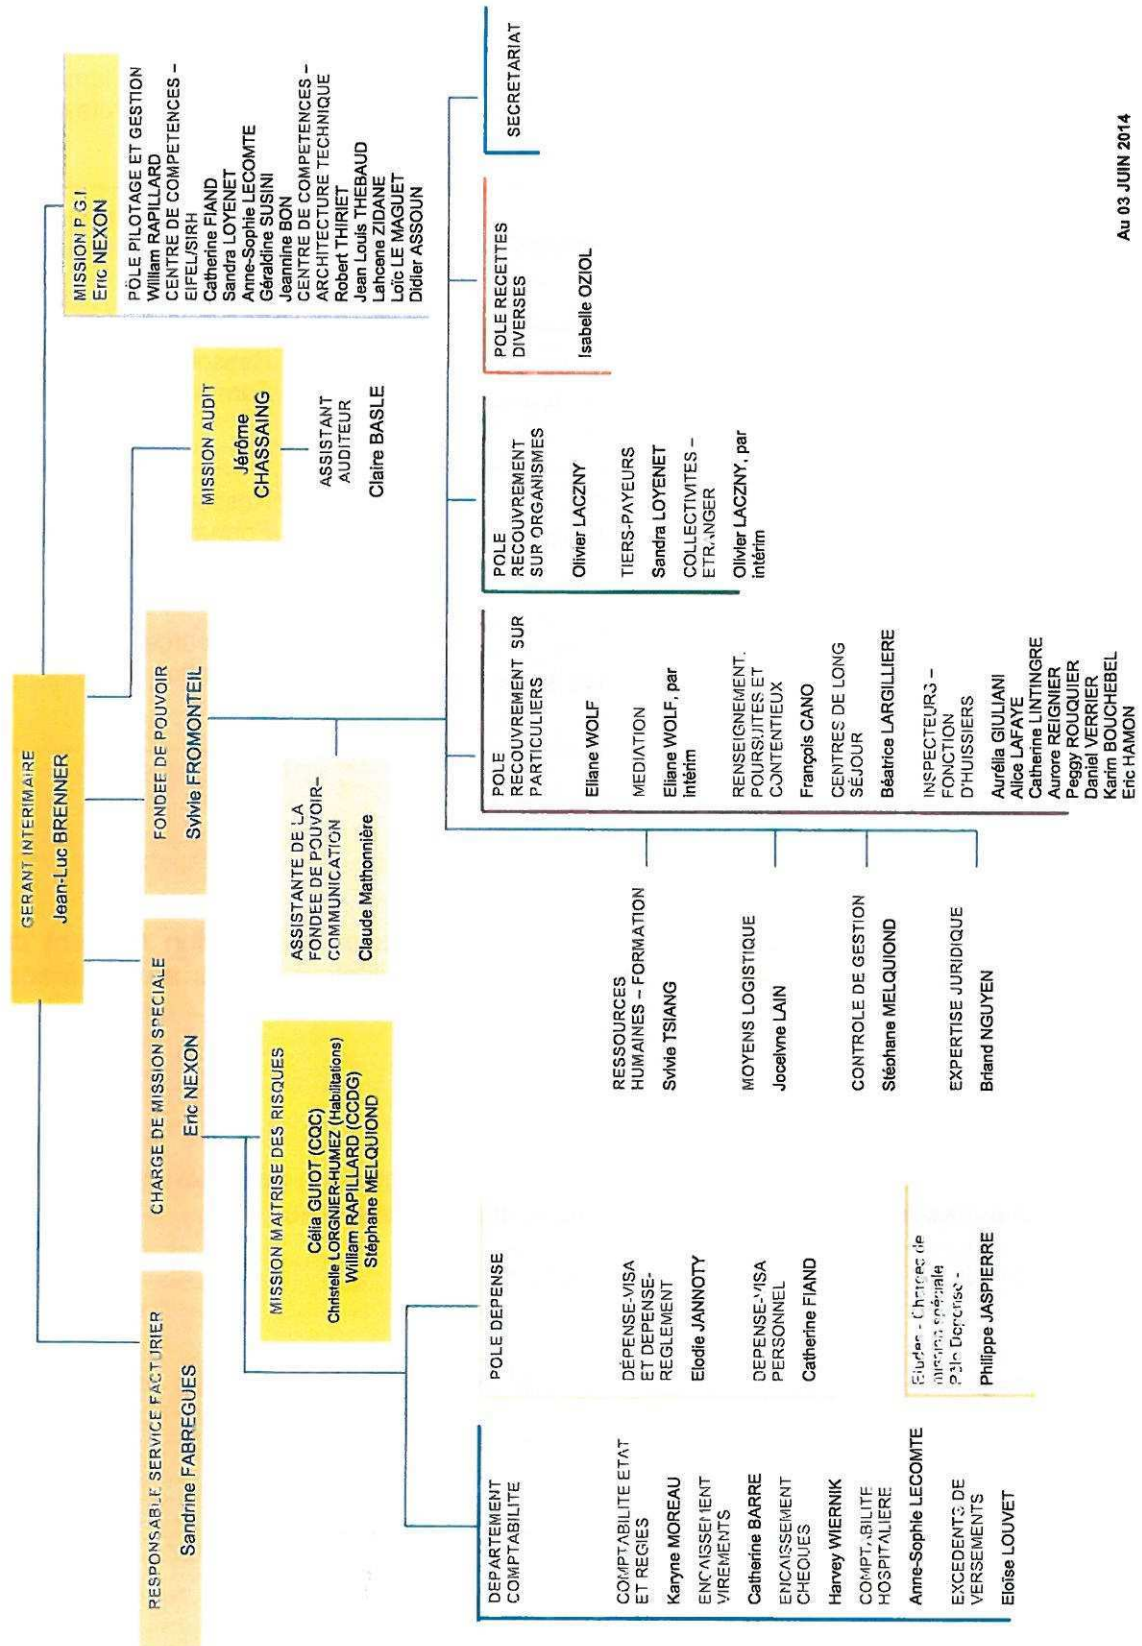 GERANT INTERIMAIRE
Jean-Luc BRENNER
RESPONSABLE SERVICE FACTURIER
Sandrine FABREGUES
CHARGE DE MISSION SPECIALE
Eric NEXON
FONDEE DE POUVOIR
Sylvie FROMONTEIL
MISSION AUDIT
Jérôme
CHASSAING
ASSISTANT
AUDITEUR
Claire BASLE
MISSION P.G.I.
Eric NEXON
PÔLE PILOTAGE ET GESTION
William RAPILLARD
CENTRE DE COMPETENCES –
EIFEL/SIRH
Catherine FIAND
Sandra LOYENET
Anne-Sophie LECOMTE
Géraldine SUSINI
Jeannine BON
CENTRE DE COMPETENCES –
ARCHITECTURE TECHNIQUE
Robert THIRIET
Jean Louis THEBAUD
Lahcene ZIDANE
Loïc LE MAGUET
Didier ASSOUN
MISSION MAITRISE DES RISQUES
Célia GUIOT (CQC)
Christelle LORGNIER-HUMEZ (Habilitations)
William RAPILLARD (CCDG)
Stéphane MELQUIOND
ASSISTANTE DE LA
FONDEE DE POUVOIR–
COMMUNICATION
Claude Mathonnière
DEPARTEMENT
COMPTABILITE
COMPTABILITE ETAT
ET REGIES
Karyne MOREAU
ENCAISSEMENT
VIREMENTS
Catherine BARRE
ENCAISSEMENT
CHEQUES
Harvey WIERNIK
COMPTABILITE
HOSPITALIERE
Anne-Sophie LECOMTE
EXCEDENTS DE
VERSEMENTS
Eloïse LOUVET
POLE DEPENSE
DÉPENSE-VISA
ET DEPENSE-
REGLEMENT
Elodie JANNOTY
DEPENSE-VISA
PERSONNEL
Catherine FIAND
Etudes - Charges de
mission spéciale
Pôle Depense -
Philippe JASPIERRE
RESSOURCES
HUMAINES – FORMATION
Sylvie TSIANG
MOYENS LOGISTIQUE
Jocelyne LAIN
CONTROLE DE GESTION
Stéphane MELQUIOND
EXPERTISE JURIDIQUE
Briand NGUYEN
POLE
RECOUVREMENT SUR
PARTICULIERS
Eliane WOLF
MEDIATION
Eliane WOLF, par
intérim
RENSEIGNEMENT,
POURSUITES ET
CONTENTIEUX
François CANO
CENTRES DE LONG
SÉJOUR
Béatrice LARGILLIERE
INSPECTEURS –
FONCTION
D'HUISSIERS
Aurélia GIULIANI
Alice LAFAYE
Catherine LINTINGRE
Aurore REIGNIER
Peggy ROUQUIER
Daniel VERRIER
Karim BOUCHEBEL
Eric HAMON
POLE
RECOUVREMENT
SUR ORGANISMES
Olivier LACZNY
TIERS-PAYEURS
Sandra LOYENET
COLLECTIVITES –
ETRANGER
Olivier LACZNY, par
intérim
POLE RECETTES
DIVERSES
Isabelle OZIOL
SECRETARIAT
Au 03 JUIN 2014